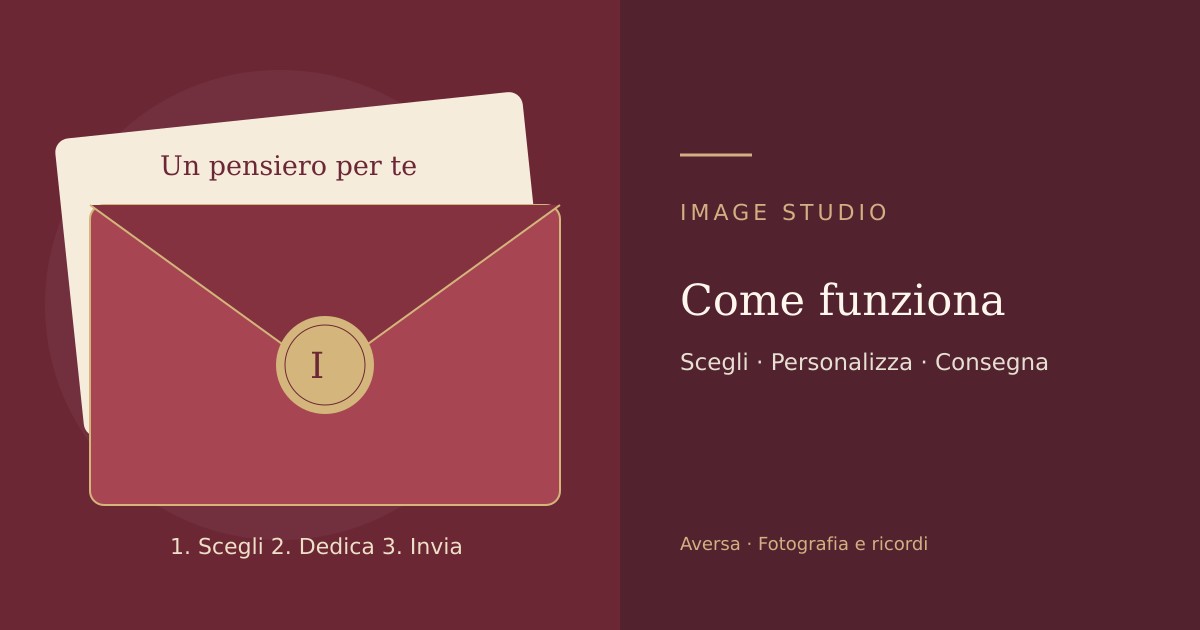 Un pensiero per te
I
1. Scegli 2. Dedica 3. Invia
IMAGE STUDIO
Come funziona
Scegli · Personalizza · Consegna
Aversa · Fotografia e ricordi